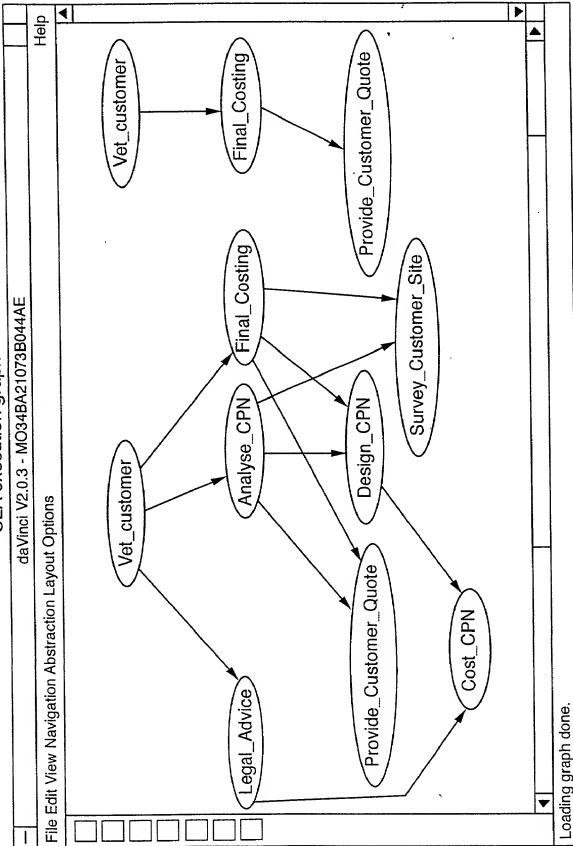 daVinci V2.0.3 - MO34BA21073B044AE
File Edit View Navigation Abstraction Layout Options
Help
Vet_customer
Vet_customer
Legal_Advice
Analyse_CPN
Final_Costing
Final_Costing
Provide_Customer_Quote
Design_CPN
Provide_Customer_Quote
Survey_Customer_Site
Cost_CPN
Loading graph done.